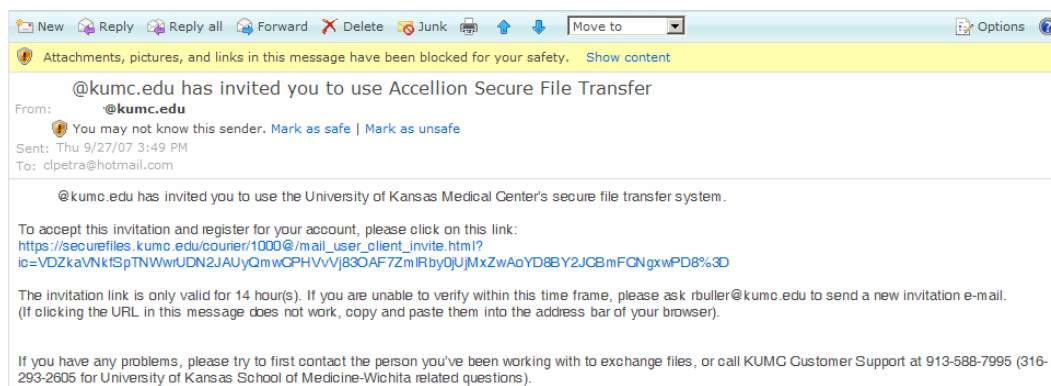 New Reply Reply all Forward Delete Junk Move to Options
Attachments, pictures, and links in this message have been blocked for your safety. Show content
@kumc.edu has invited you to use Accellion Secure File Transfer
From: @kumc.edu
You may not know this sender. Mark as safe | Mark as unsafe
Sent: Thu 9/27/07 3:49 PM
To: clpetra@hotmail.com
@kumc.edu has invited you to use the University of Kansas Medical Center's secure file transfer system.
To accept this invitation and register for your account, please click on this link:
https://securefiles.kumc.edu/courier/1000@/mail_user_client_invite.html?
The invitation link is only valid for 14 hour(s). If you are unable to verify within this time frame, please ask rbuller@kumc.edu to send a new invitation e-mail.
(If clicking the URL in this message does not work, copy and paste them into the address bar of your browser).
If you have any problems, please try to first contact the person you've been working with to exchange files, or call KUMC Customer Support at 913-588-7995 (316-
293-2605 for University of Kansas School of Medicine-Wichita related questions).